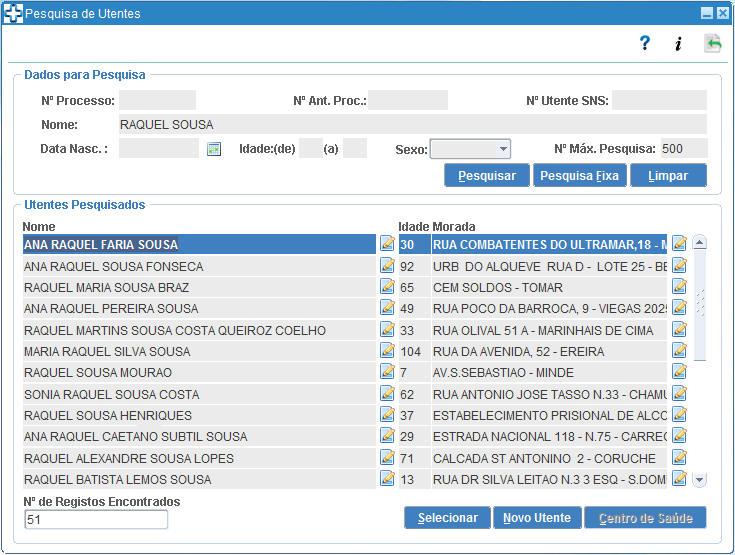 Pesquisa de Utentes
? i
Dados para Pesquisa
Nº Processo: Nº Ant. Proc.: Nº Utente SNS:
Nome: RAQUEL SOUSA
Data Nasc. : Idade:(de) (a) Sexo: Nº Máx. Pesquisa: 500
Pesquisar Pesquisa Fixa Limpar
Utentes Pesquisados
Nome Idade Morada
ANA RAQUEL FARIA SOUSA 30 RUA COMBATENTES DO ULTRAMAR,18 - M
ANA RAQUEL SOUSA FONSECA 92 URB DO ALQUEVE RUA D - LOTE 25 - BE
RAQUEL MARIA SOUSA BRAZ 65 CEM SOLDOS - TOMAR
ANA RAQUEL PEREIRA SOUSA 49 RUA POCO DA BARROCA, 9 - VIEGAS 2025
RAQUEL MARTINS SOUSA COSTA QUEIROZ COELHO 33 RUA OLIVAL 51 A - MARINHAIS DE CIMA
MARIA RAQUEL SILVA SOUSA 104 RUA DA AVENIDA, 52 - EREIRA
RAQUEL SOUSA MOURAO 7 AV.S.SEBASTIAO - MINDE
SONIA RAQUEL SOUSA COSTA 62 RUA ANTONIO JOSE TASSO N.33 - CHAMU
RAQUEL SOUSA HENRIQUES 37 ESTABELECIMENTO PRISIONAL DE ALCO
ANA RAQUEL CAETANO SUBTIL SOUSA 29 ESTRADA NACIONAL 118 - N.75 - CARREG
RAQUEL ALEXANDRE SOUSA LOPES 71 CALCADA ST ANTONINO 2 - CORUCHE
RAQUEL BATISTA LEMOS SOUSA 13 RUA DR SILVA LEITAO N.3 3 ESQ - S.DOMI
Nº de Registos Encontrados
51
Selecionar Novo Utente Centro de Saúde